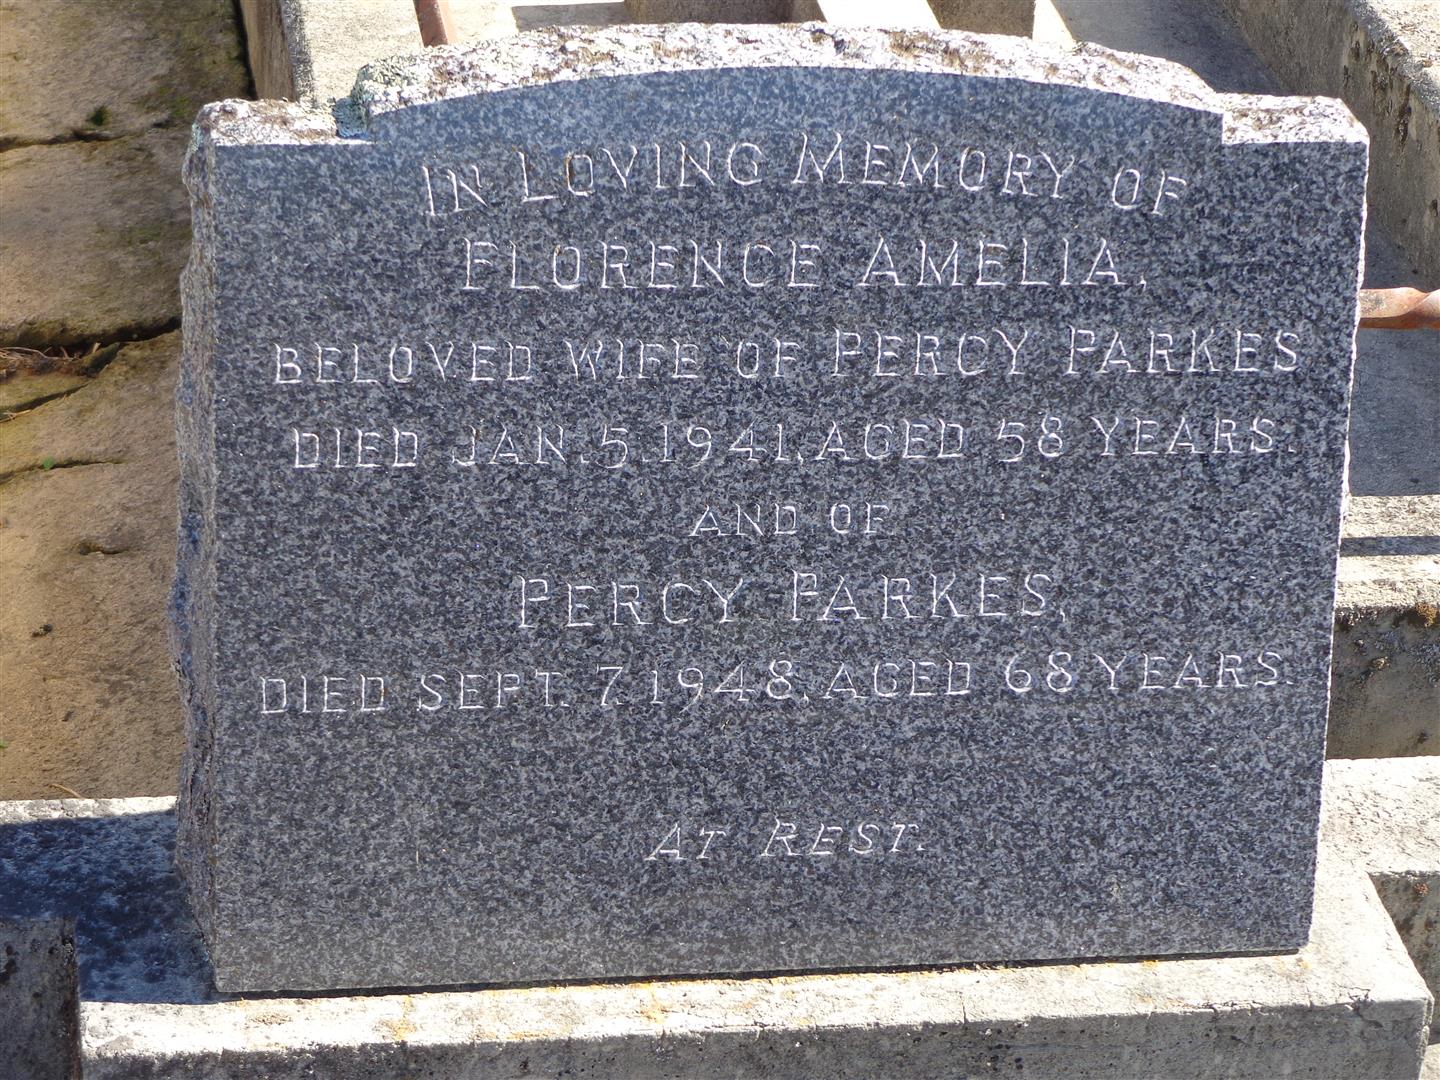 IN LOVING MEMORY OF
FLORENCE AMELIA,
BELOVED WIFE OF PERCY PARKES
DIED JAN. 5. 1941, AGED 58 YEARS.
AND OF
PERCY PARKES,
DIED SEPT. 7. 1948, AGED 68 YEARS.
AT REST.